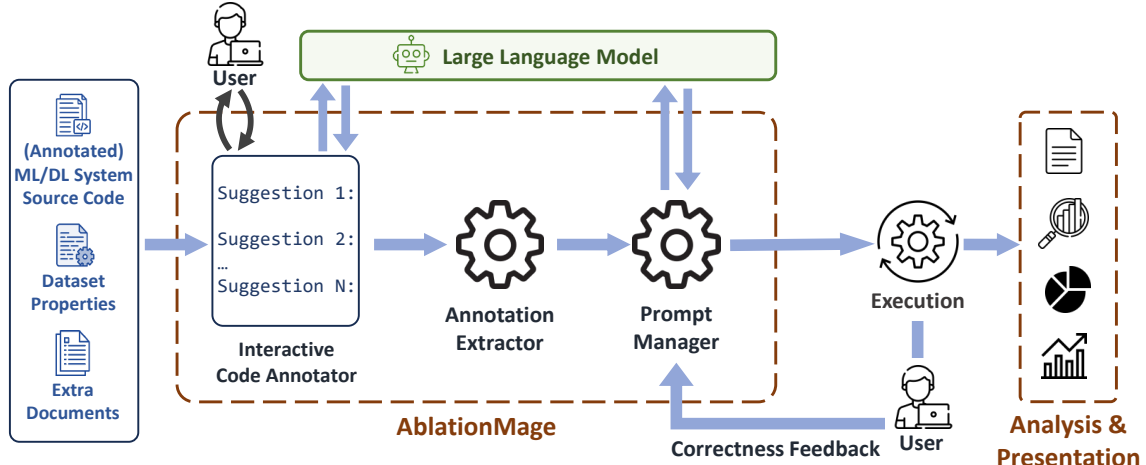 User
Large Language Model
(Annotated)
ML/DL System
Source Code
Dataset
Properties
Extra
Documents
Suggestion 1:
Suggestion 2:
…
Suggestion N:
Interactive
Code Annotator
Annotation
Extractor
Prompt
Manager
AblationMage
Execution
Correctness Feedback
User
Analysis &
Presentation